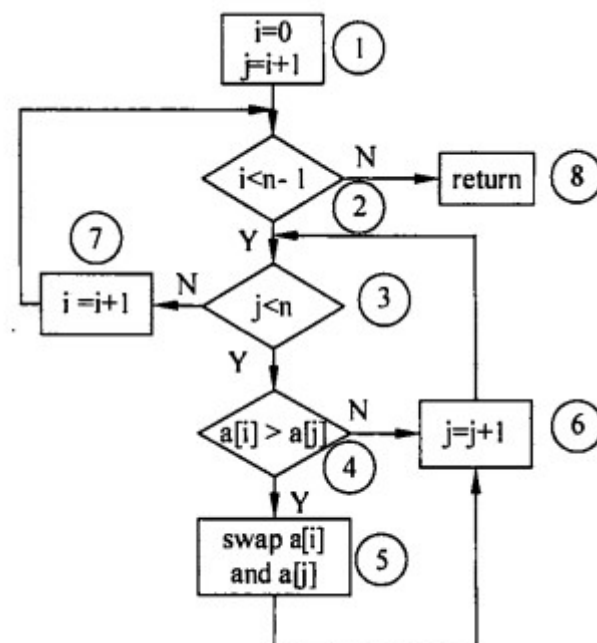 i=0
j=i+1
1
i<n- 1
N
return
8
2
Y
7
i =i+1
N
j<n
3
Y
a[i] > a[j]
N
j=j+1
6
4
Y
swap a[i]
and a[j]
5